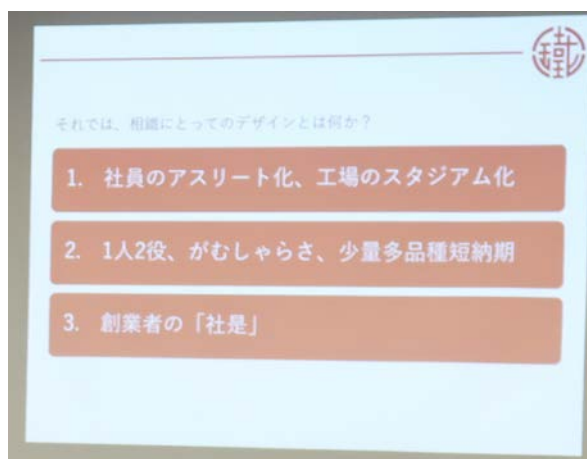 それでは、相鐵にとってのデザインとは何か？
1. 社員のアスリート化、工場のスタジアム化
2. 1人2役、がむしゃらさ、少量多品種短納期
3. 創業者の「社是」